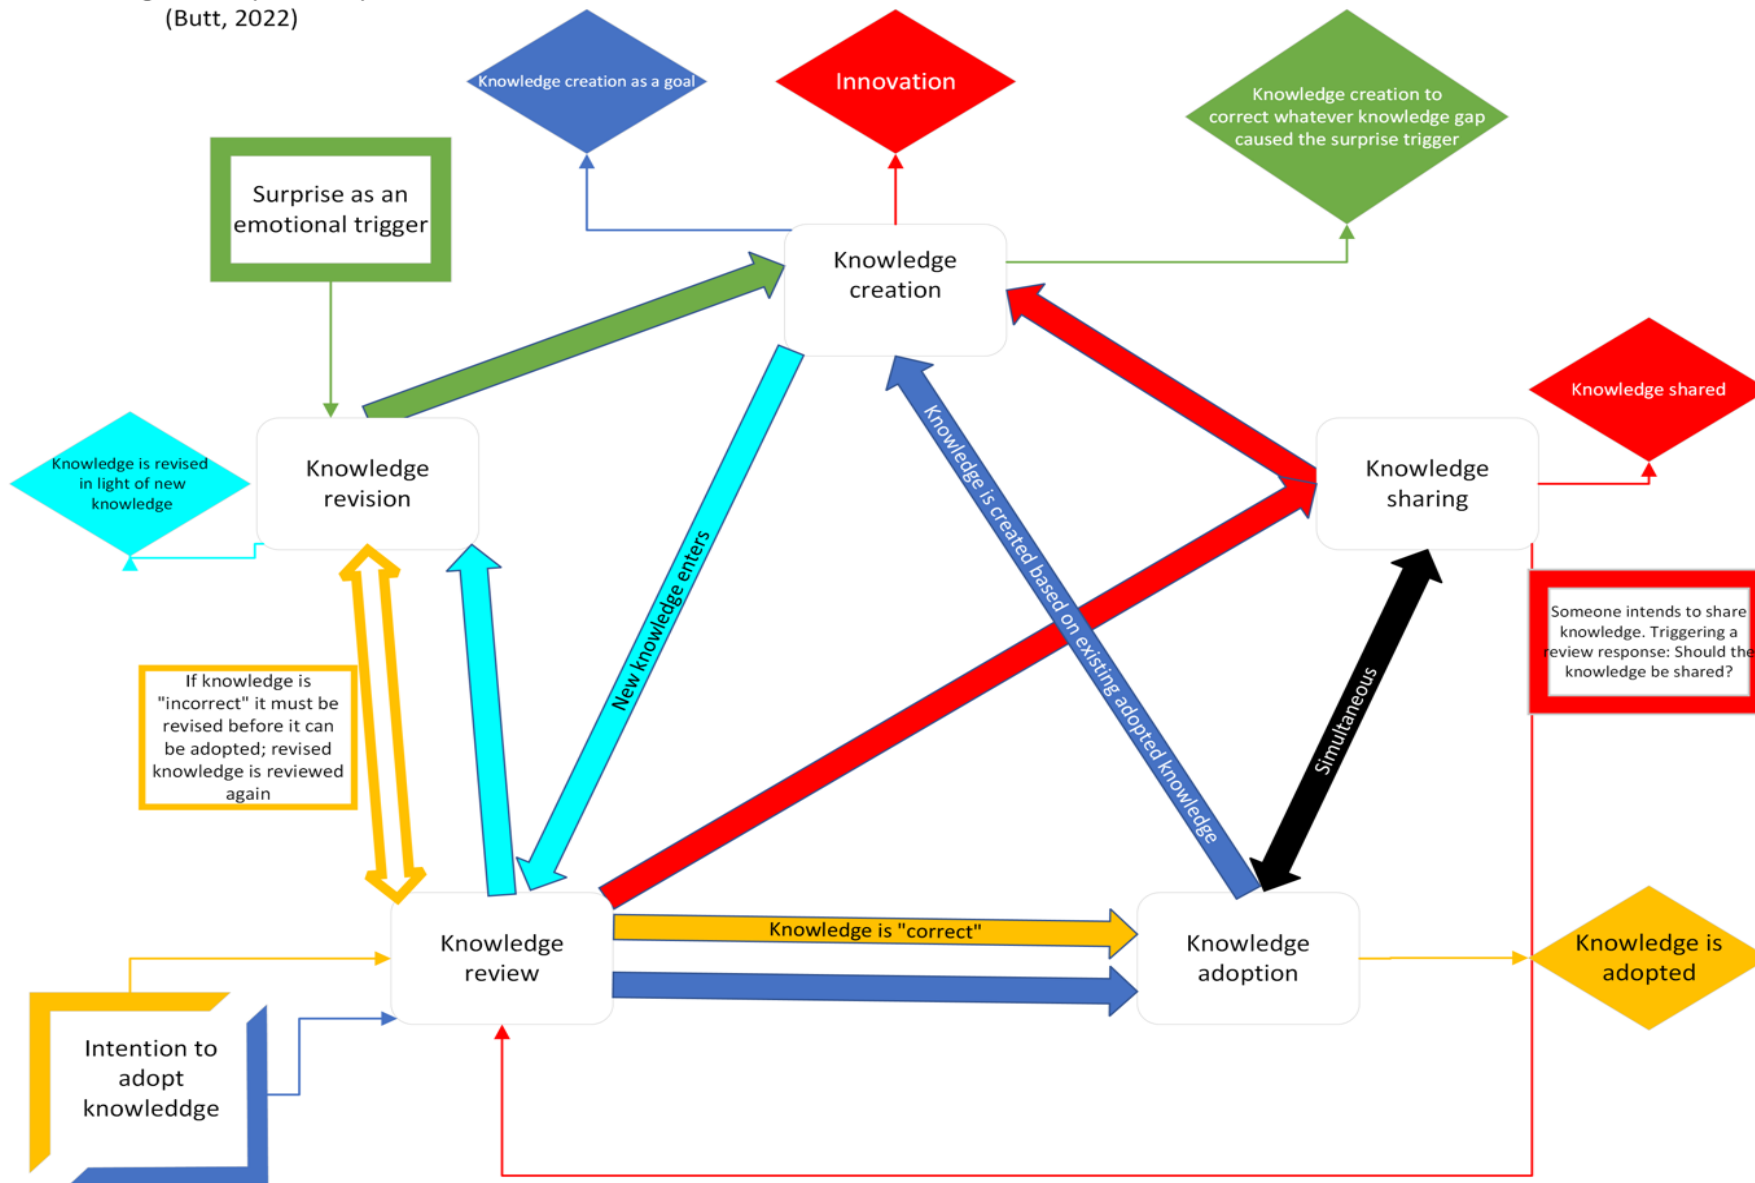 (Butt, 2022)
Knowledge creation as a goal
Innovation
Knowledge creation to
correct whatever knowledge gap
caused the surprise trigger
Surprise as an
emotional trigger
Knowledge
creation
Knowledge shared
Knowledge is revised
in light of new
knowledge
Knowledge
revision
Knowledge
sharing
New knowledge enters
Knowledge is created based on existing adopted knowledge
Simultaneous
Someone intends to share
knowledge. Triggering a
review response: Should the
knowledge be shared?
If knowledge is
"incorrect" it must be
revised before it can
be adopted; revised
knowledge is reviewed
again
Knowledge is "correct"
Knowledge
review
Knowledge
adoption
Knowledge is
adopted
Intention to
adopt
knowleddge